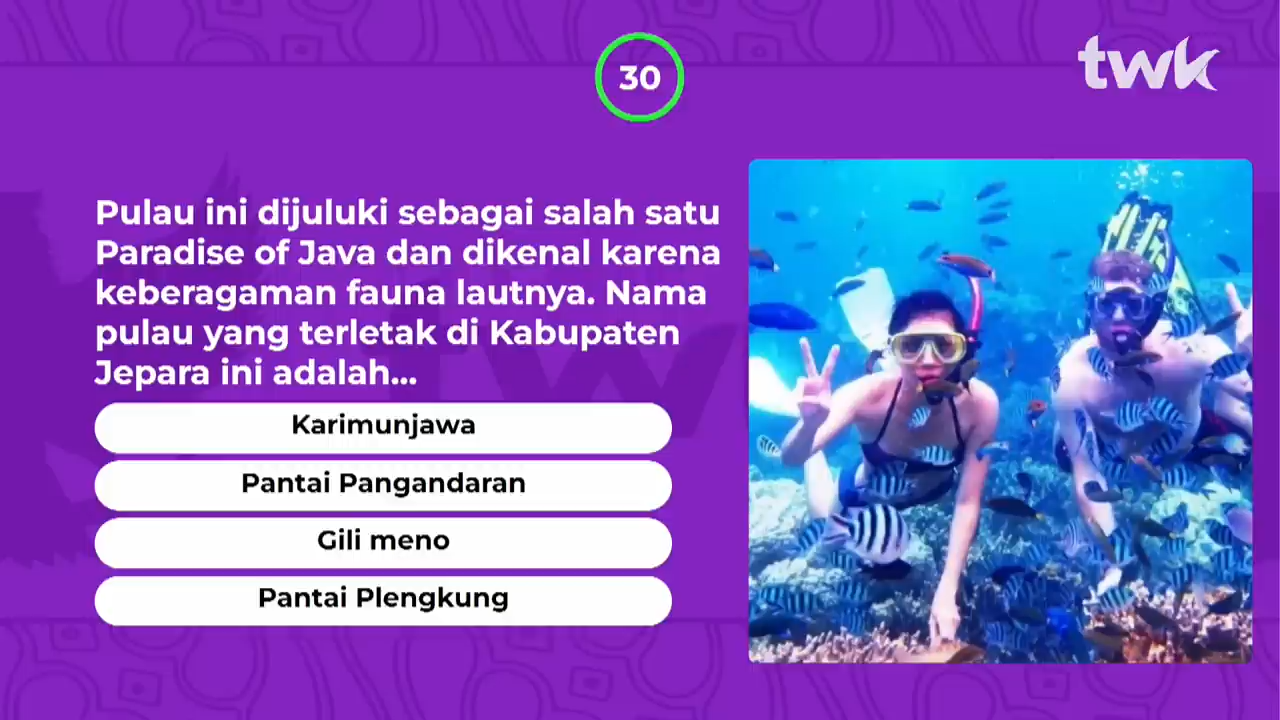 30
twk
Pulau ini dijuluki sebagai salah satu
Paradise of Java dan dikenal karena
keberagaman fauna lautnya. Nama
pulau yang terletak di Kabupaten
Jepara ini adalah...
Karimunjawa
Pantai Pangandaran
Gili meno
Pantai Plengkung